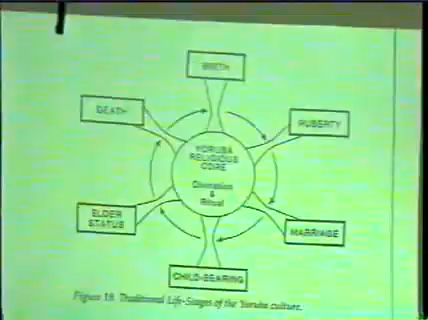 BIRTH
DEATH
PUBERTY
YORUBA
RELIGIOUS
CORE
Divination
&
Ritual
ELDER
STATUS
MARRIAGE
CHILD-BEARING
Figure 18. Traditional Life-Stages of the Yoruba culture.